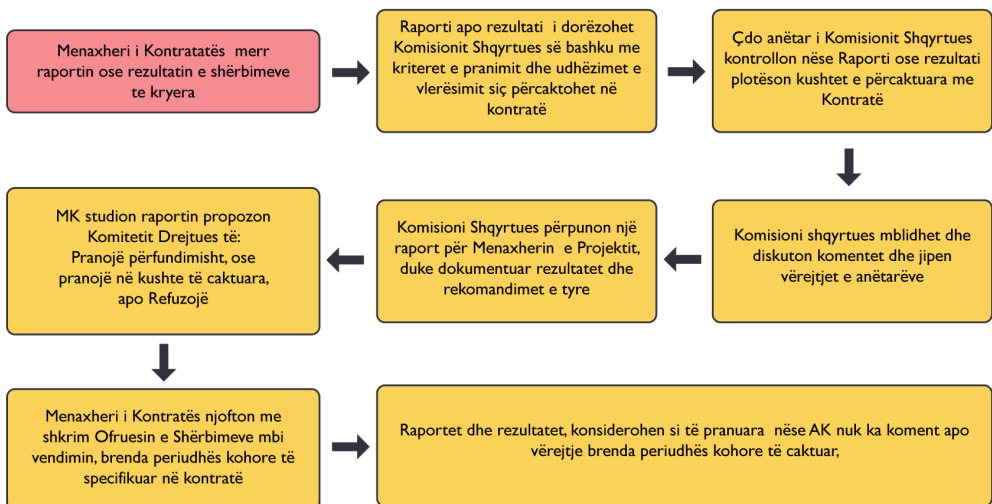 Menaxheri i Kontratatës merr
raportin ose rezultatin e shërbimeve
te kryera
Raporti apo rezultati i dorëzohet
Komisionit Shqyrtues së bashku me
kriteret e pranimit dhe udhëzimet e
vlerësimit siç përcaktohet në
kontratë
Çdo anëtar i Komisionit Shqyrtues
kontrollon nëse Raporti ose rezultati
plotëson kushtet e përcaktuara me
Kontratë
Komisioni shqyrtues mblidhet dhe
diskuton komentet dhe jipen
vërejtjet e anëtarëve
Komisioni Shqyrtues përpunon një
raport për Menaxherin e Projektit,
duke dokumentuar rezultatet dhe
rekomandimet e tyre
MK studion raportin propozon
Komitetit Drejtues të:
Pranojë përfundimisht, ose
pranojë në kushte të caktuara,
apo Refuzojë
Menaxheri i Kontratës njofton me
shkrim Ofruesin e Shërbimeve mbi
vendimin, brenda periudhës kohore të
specifikuar në kontratë
Raportet dhe rezultatet, konsiderohen si të pranuara nëse AK nuk ka koment apo
vërejtje brenda periudhës kohore të caktuar,